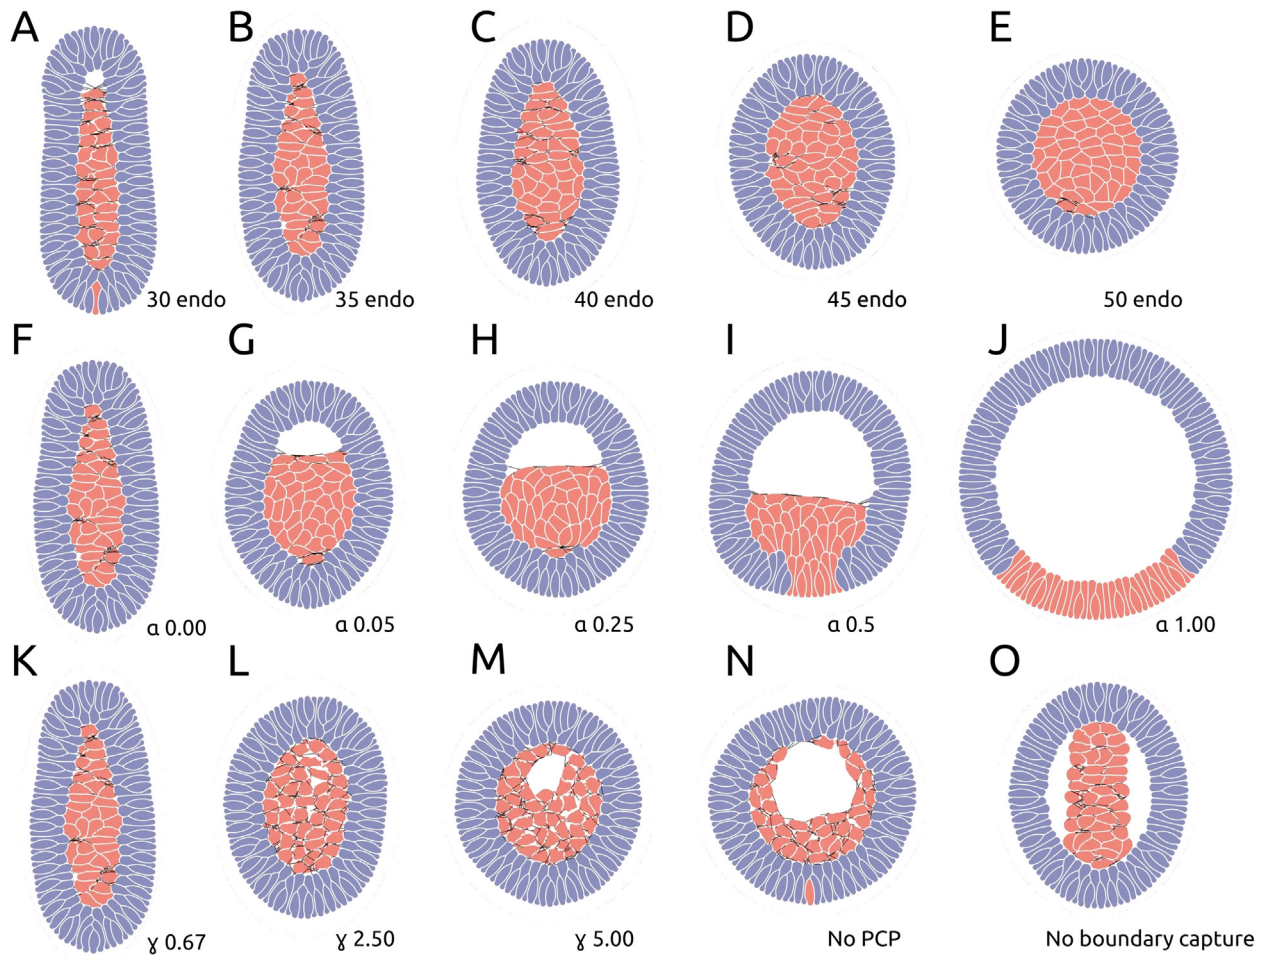 A B C D E
30 endo 35 endo 40 endo 45 endo 50 endo
F G H I J
ɑ 0.00 ɑ 0.05 ɑ 0.25 ɑ 0.5 ɑ 1.00
K L M N O
ɣ 0.67 ɣ 2.50 ɣ 5.00 No PCP No boundary capture